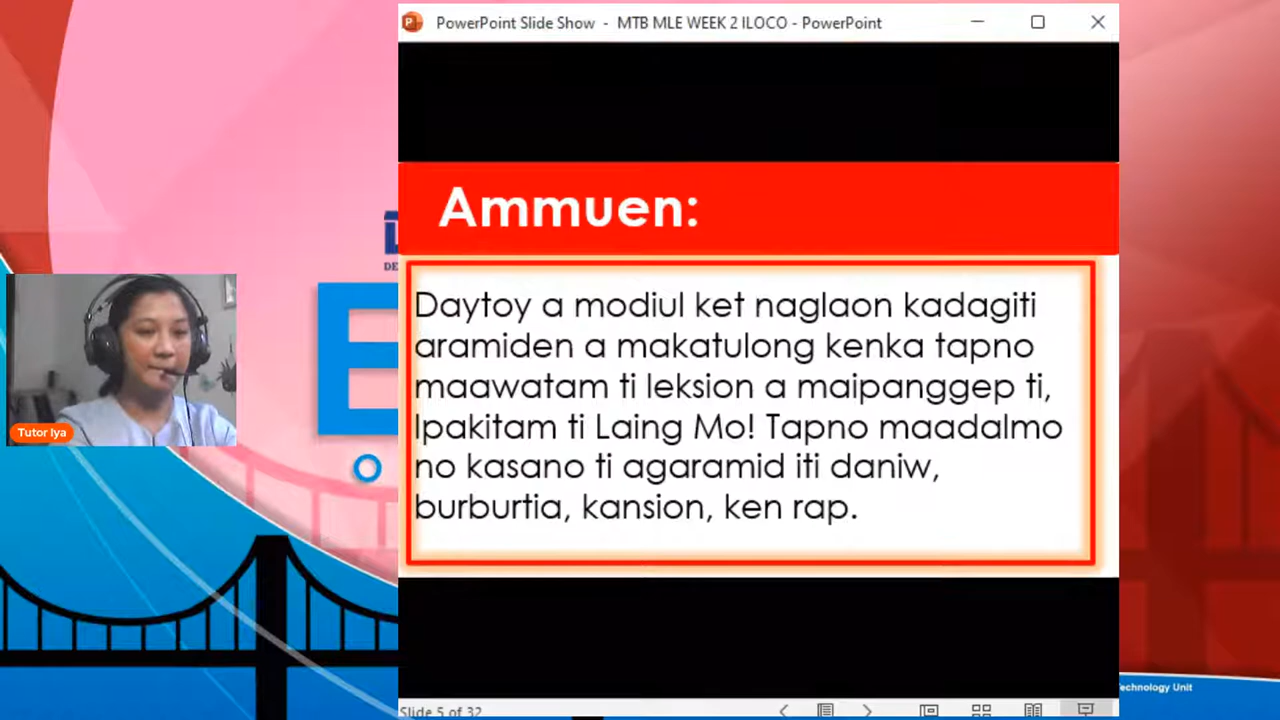 PowerPoint Slide Show - MTB MLE WEEK 2 ILOCO - PowerPoint
Ammuen:
Daytoy a modiul ket naglaon kadagiti
aramiden a makatulong kenka tapno
maawatam ti leksion a maipanggep ti,
Ipakitam ti Laing Mo! Tapno maadalmo
no kasano ti agaramid iti daniw,
burburtia, kansion, ken rap.
Tutor Iya
Technology Unit
Slide 5 of 32